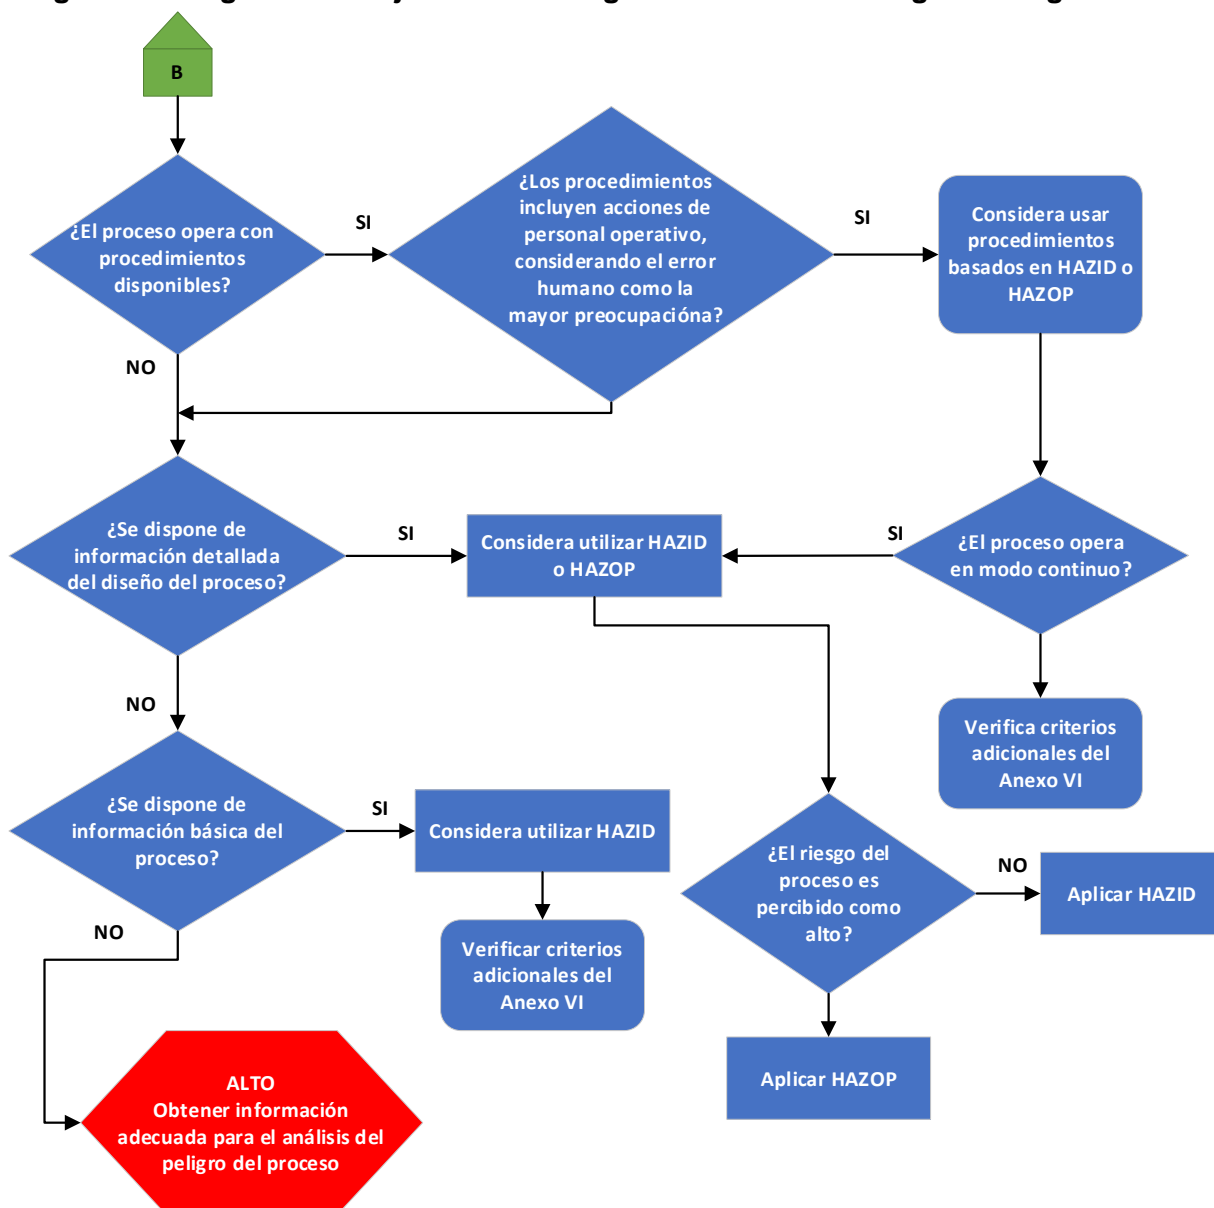 B
¿El proceso opera con
procedimientos
disponibles?
SI
¿Los procedimientos
incluyen acciones de
personal operativo,
considerando el error
humano como la
mayor preocupacióna?
SI
Considera usar
procedimientos
basados en HAZID o
HAZOP
NO
¿Se dispone de
información detallada
del diseño del proceso?
SI
Considera utilizar HAZID
o HAZOP
SI
¿El proceso opera
en modo continuo?
NO
Verifica criterios
adicionales del
Anexo VI
¿Se dispone de
información básica del
proceso?
SI
Considera utilizar HAZID
¿El riesgo del
proceso es
percibido como
alto?
NO
Aplicar HAZID
NO
Verificar criterios
adicionales del
Anexo VI
Aplicar HAZOP
ALTO
Obtener información
adecuada para el análisis del
peligro del proceso